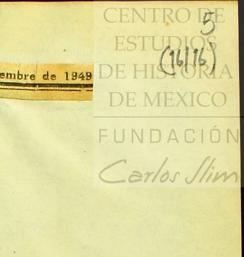 CENTRO DE
5
ESTUDIOS
(16/16)
embre de 1949
DE HISTORIA
DE MEXICO
FUNDACIÓN
Carlos Slim